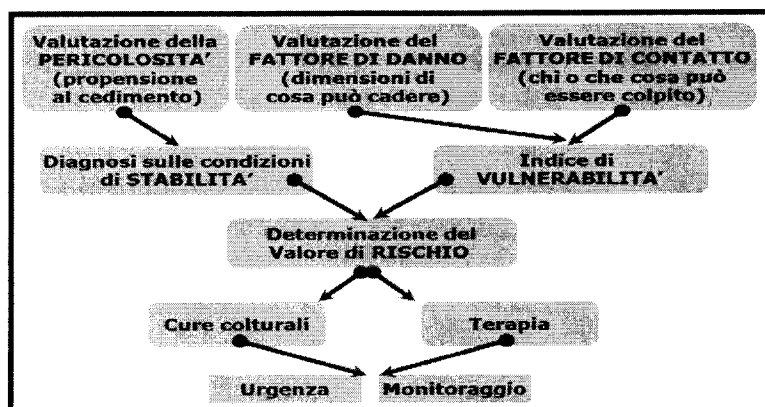 Valutazione della
PERICOLOSITA'
(propensione
al cedimento)
Valutazione del
FATTORE DI DANNO
(dimensioni di
cosa può cadere)
Valutazione del
FATTORE DI CONTATTO
(chi o che cosa può
essere colpito)
Diagnosi sulle condizioni
di STABILITA'
Indice di
VULNERABILITA'
Determinazione del
Valore di RISCHIO
Cure colturali
Terapia
Urgenza
Monitoraggio